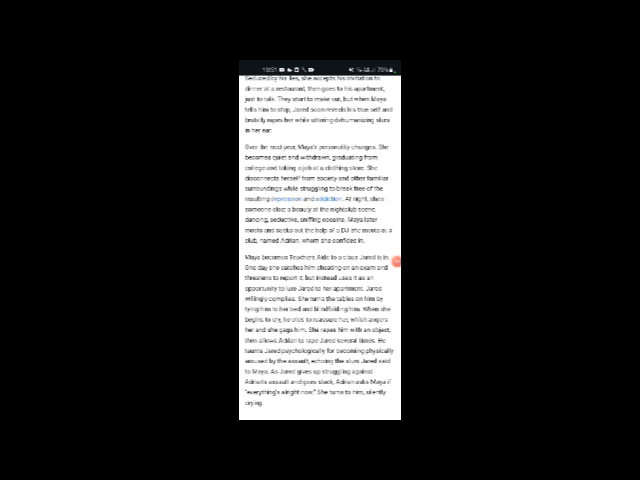 10:51
76%
Seduced by his lies, she accepts his invitation to
dinner at a restaurant, then goes to his apartment,
just to talk. They start to make out, but when Maya
tells him to stop, Jared soon reveals his true self and
brutally rapes her while uttering dehumanizing slurs
in her ear.
Over the next year, Maya's personality changes. She
becomes quiet and withdrawn, graduating from
college and taking a job at a clothing store. She
disconnects herself from society and other familiar
surroundings while struggling to break free of the
resulting depression and addiction. At night, she's
someone else: a beauty at the nightclub scene,
dancing, seductive, sniffing cocaine. Maya later
meets and seeks out the help of a DJ she meets at a
club, named Adrian, whom she confides in.
Maya becomes Teacher's Aide to a class Jared is in.
One day she catches him cheating on an exam and
threatens to report it, but instead uses it as an
opportunity to lure Jared to her apartment. Jared
willingly complies. She turns the tables on him by
tying him to her bed and blindfolding him. When she
begins to cry, he tries to reassure her, which angers
her and she gags him. She rapes him with an object,
then allows Adrian to rape Jared several times. He
taunts Jared psychologically for becoming physically
aroused by the assault, echoing the slurs Jared said
to Maya. As Jared gives up struggling against
Adrian's assault and goes slack, Adrian asks Maya if
"everything's alright now." She turns to him, silently
crying.